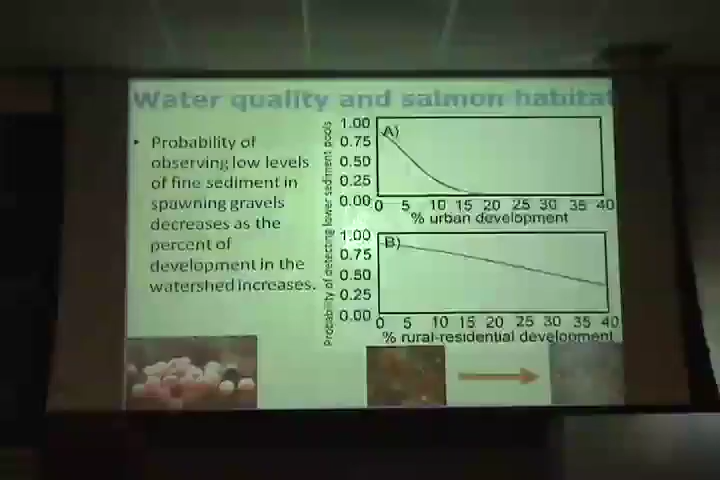 Water quality and salmon habitat
• Probability of
observing low levels
of fine sediment in
spawning gravels
decreases as the
percent of
development in the
watershed increases.
Probability of detecting lower sediment pools
A)
1.00
0.75
0.50
0.25
0.00
0 5 10 15 20 25 30 35 40
% urban development
B)
1.00
0.75
0.50
0.25
0.00
0 5 10 15 20 25 30 35 40
% rural-residential development